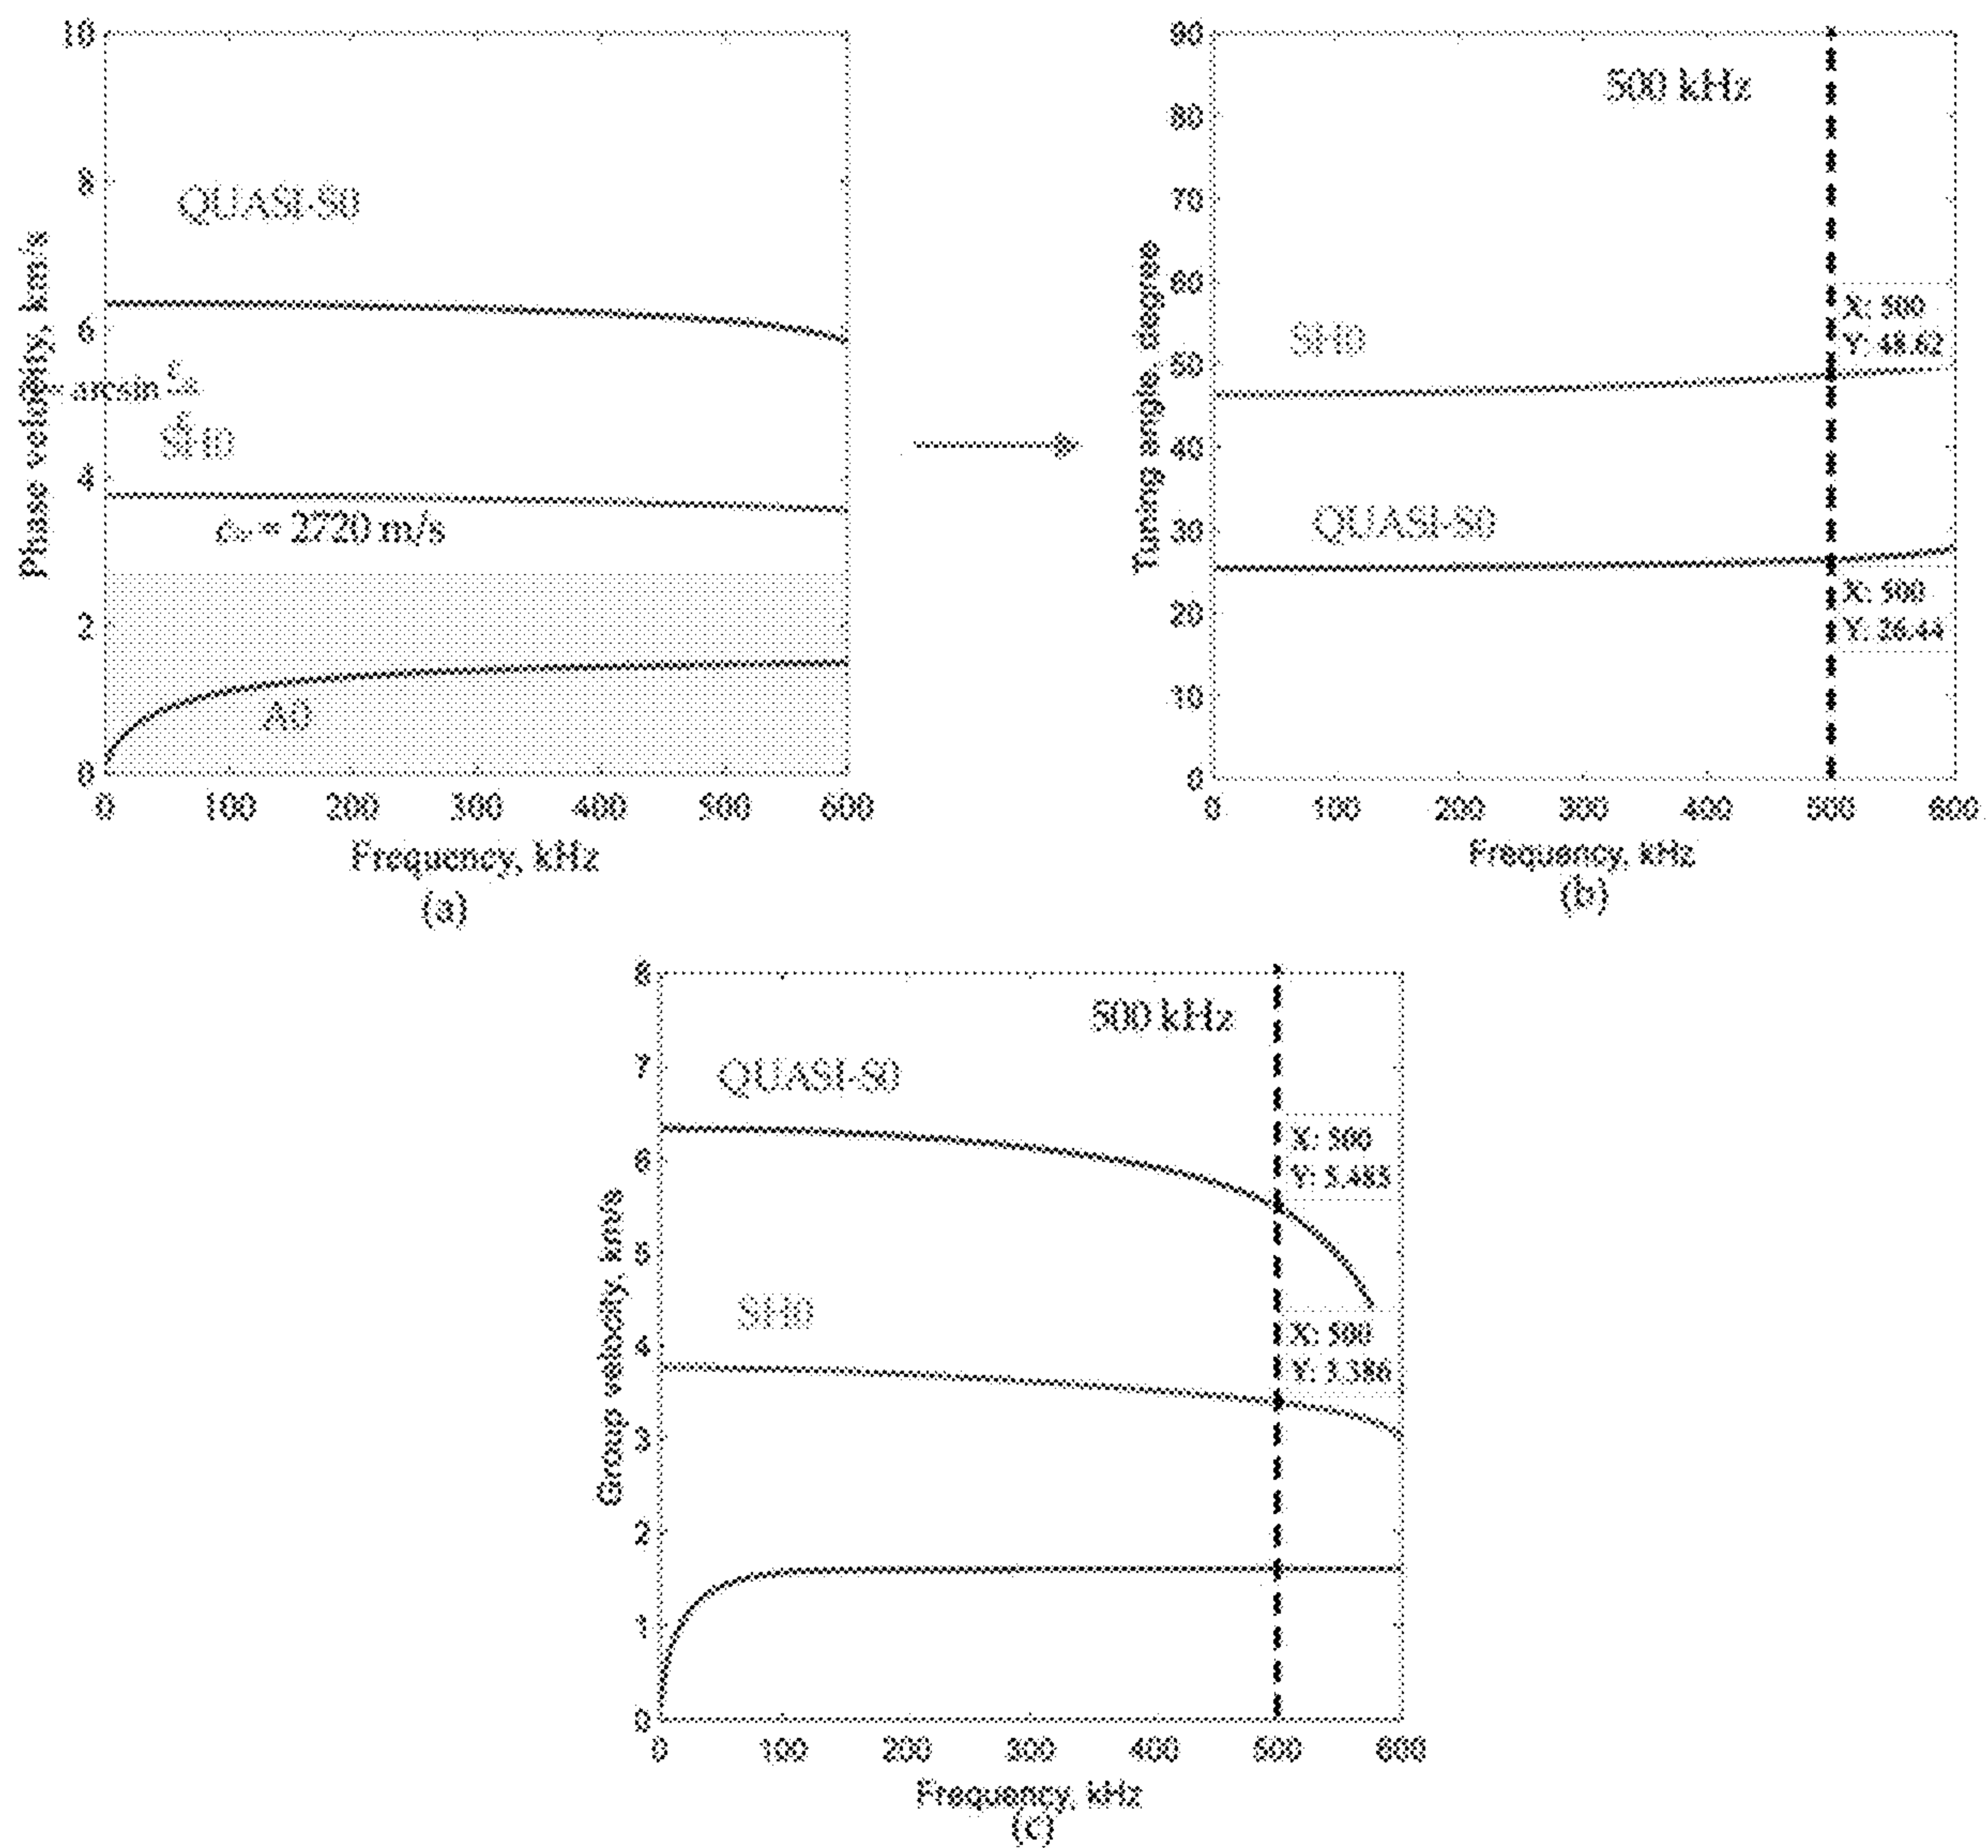 10
8
6
4
2
0
Phase velocity, km/s
QUASI-S0
arcsin
SH0
= 2720 m/s
A0
0 100 200 300 400 500 600
Frequency, kHz
(a)
90
80
70
60
50
40
30
20
10
0
Tuning angle, degree
500 kHz
SH0
X: 500
Y: 48.62
QUASI-S0
X: 500
Y: 26.44
0 100 200 300 400 500 600
Frequency, kHz
(b)
8
7
6
5
4
3
2
1
0
Group velocity, km/s
500 kHz
QUASI-S0
X: 500
Y: 5.485
SH0
X: 500
Y: 3.386
0 100 200 300 400 500 600
Frequency, kHz
(c)